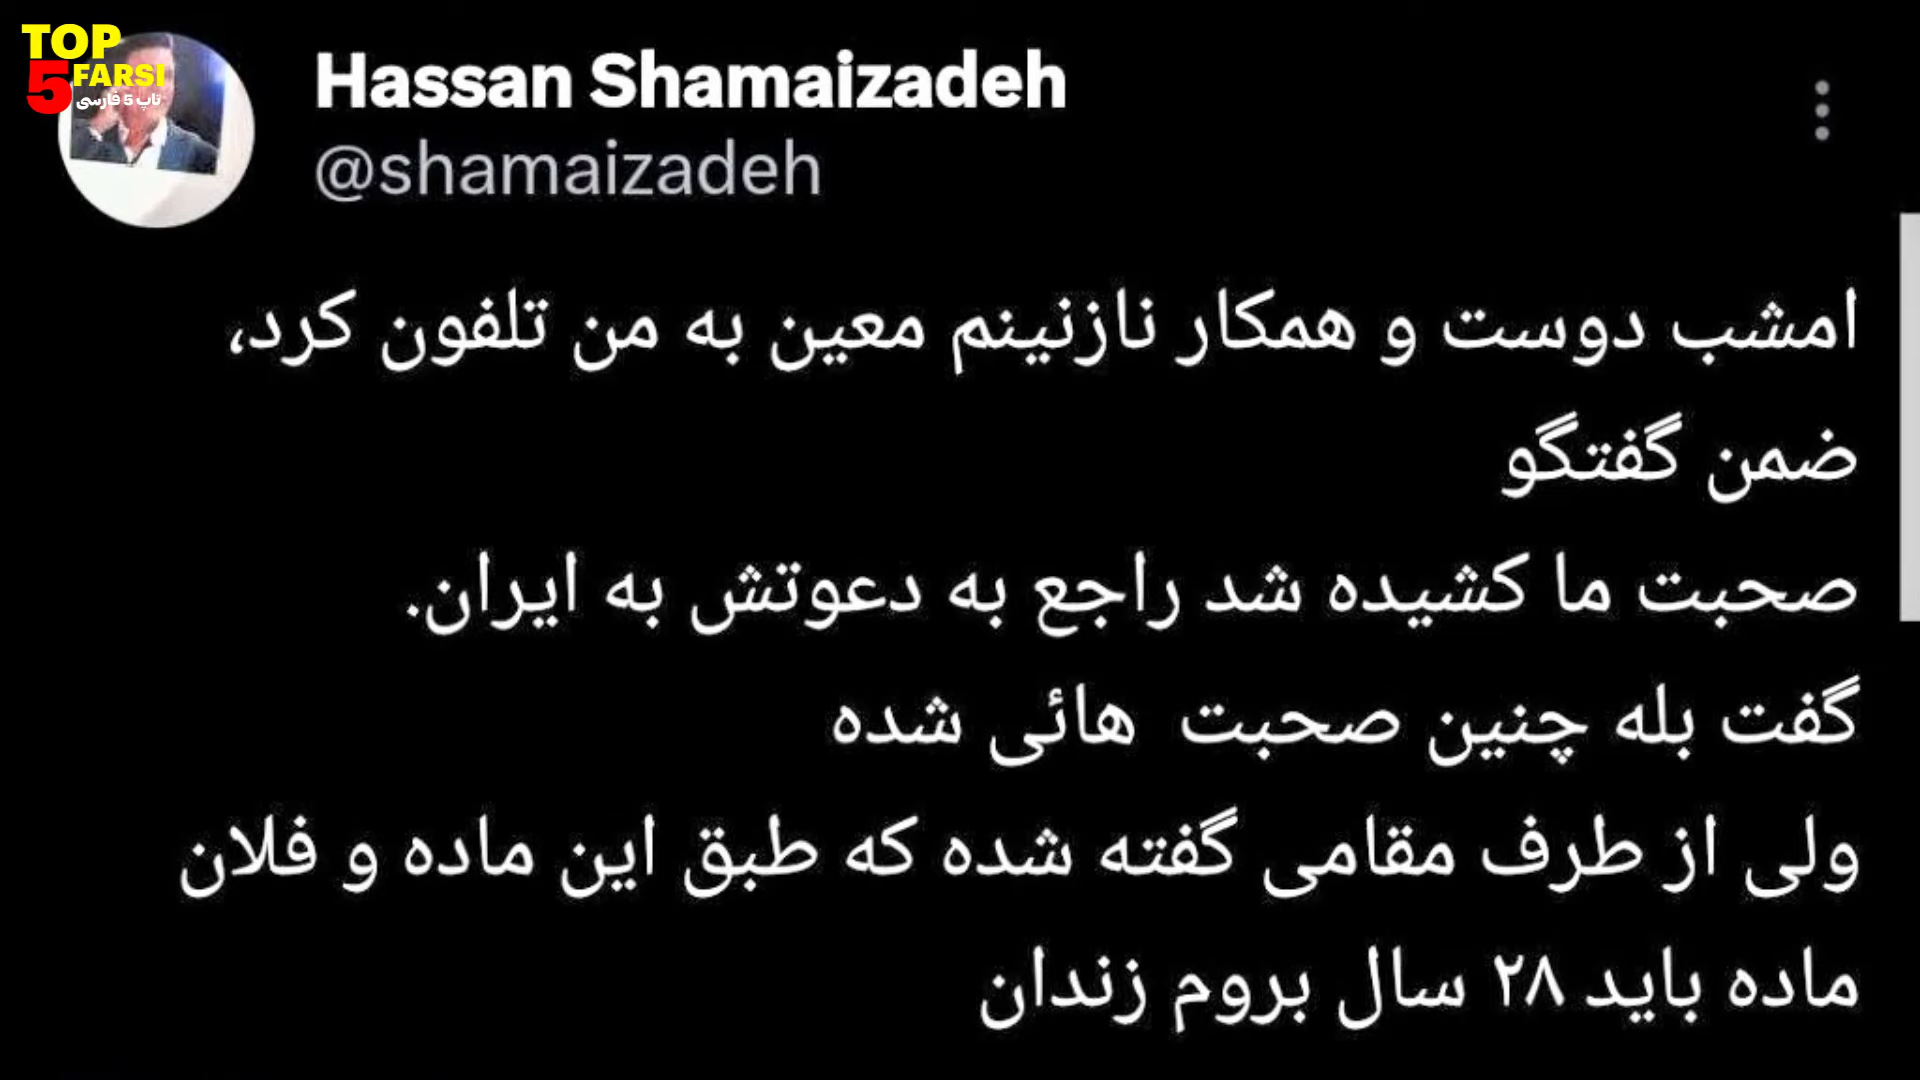 TOP
5 FARSI
تاپ 5 فارسی
Hassan Shamaizadeh
@shamaizadeh
امشب دوست و همکار نازنینم معین به من تلفون کرد،
ضمن گفتگو
صحبت ما کشیده شد راجع به دعوتش به ایران.
گفت بله چنین صحبت هائی شده
ولی از طرف مقامی گفته شده که طبق این ماده و فلان
ماده باید ۲۸ سال بروم زندان